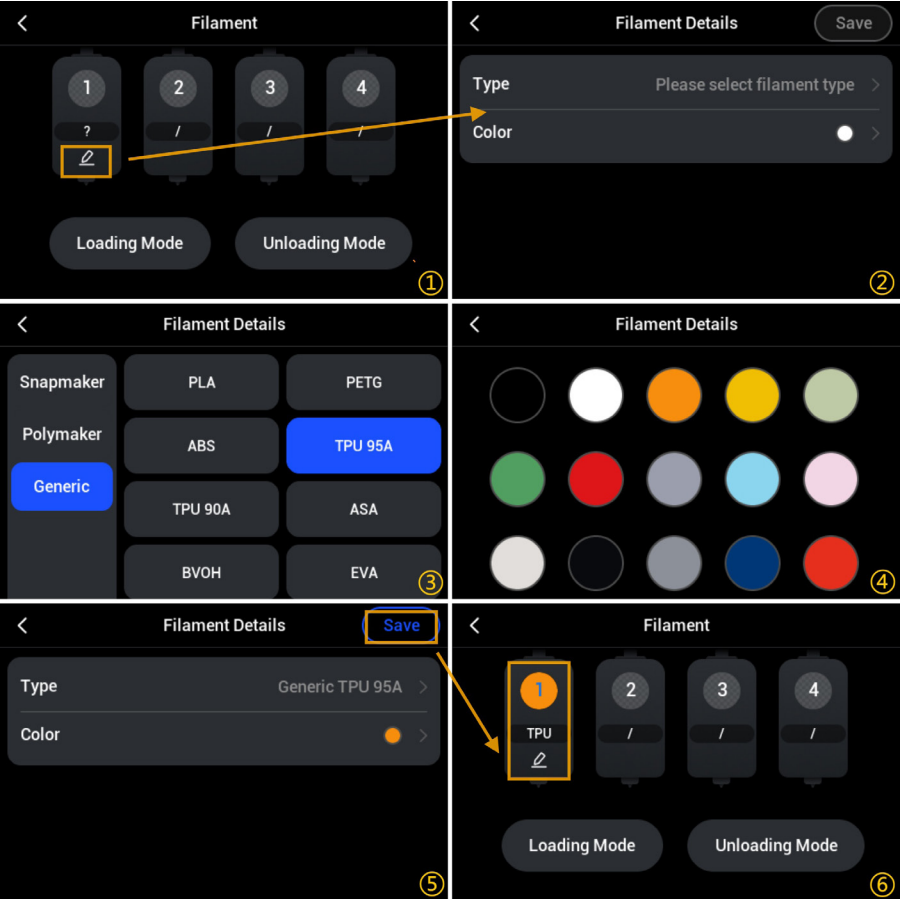 Filament
1 2 3 4
? / / /
Loading Mode Unloading Mode
①
Filament Details Save
Type Please select filament type
Color
②
Filament Details
Snapmaker PLA PETG
Polymaker ABS TPU 95A
Generic TPU 90A ASA
BVOH EVA
③
Filament Details
④
Filament Details Save
Type Generic TPU 95A
Color
⑤
Filament
1 2 3 4
TPU / / /
Loading Mode Unloading Mode
⑥